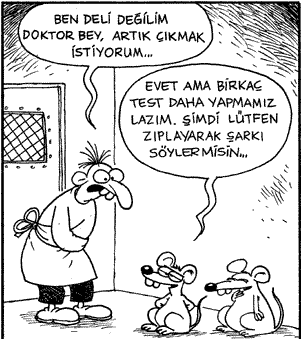 BEN DELİ DEĞİLİM
DOKTOR BEY, ARTIK ÇIKMAK
İSTİYORUM...
EVET AMA BİRKAÇ
TEST DAHA YAPMAMIZ
LAZIM. ŞİMDİ LÜTFEN
ZIPLAYARAK ŞARKI
SÖYLER MİSİN...